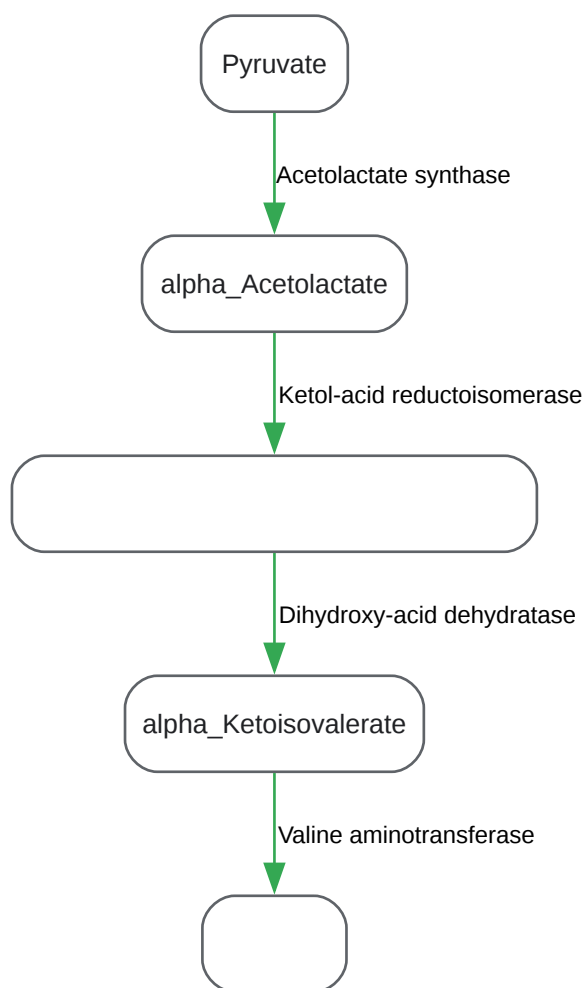 Pyruvate
Acetolactate synthase
alpha_Acetolactate
Ketol-acid reductoisomerase
Dihydroxy-acid dehydratase
alpha_Ketoisovalerate
Valine aminotransferase